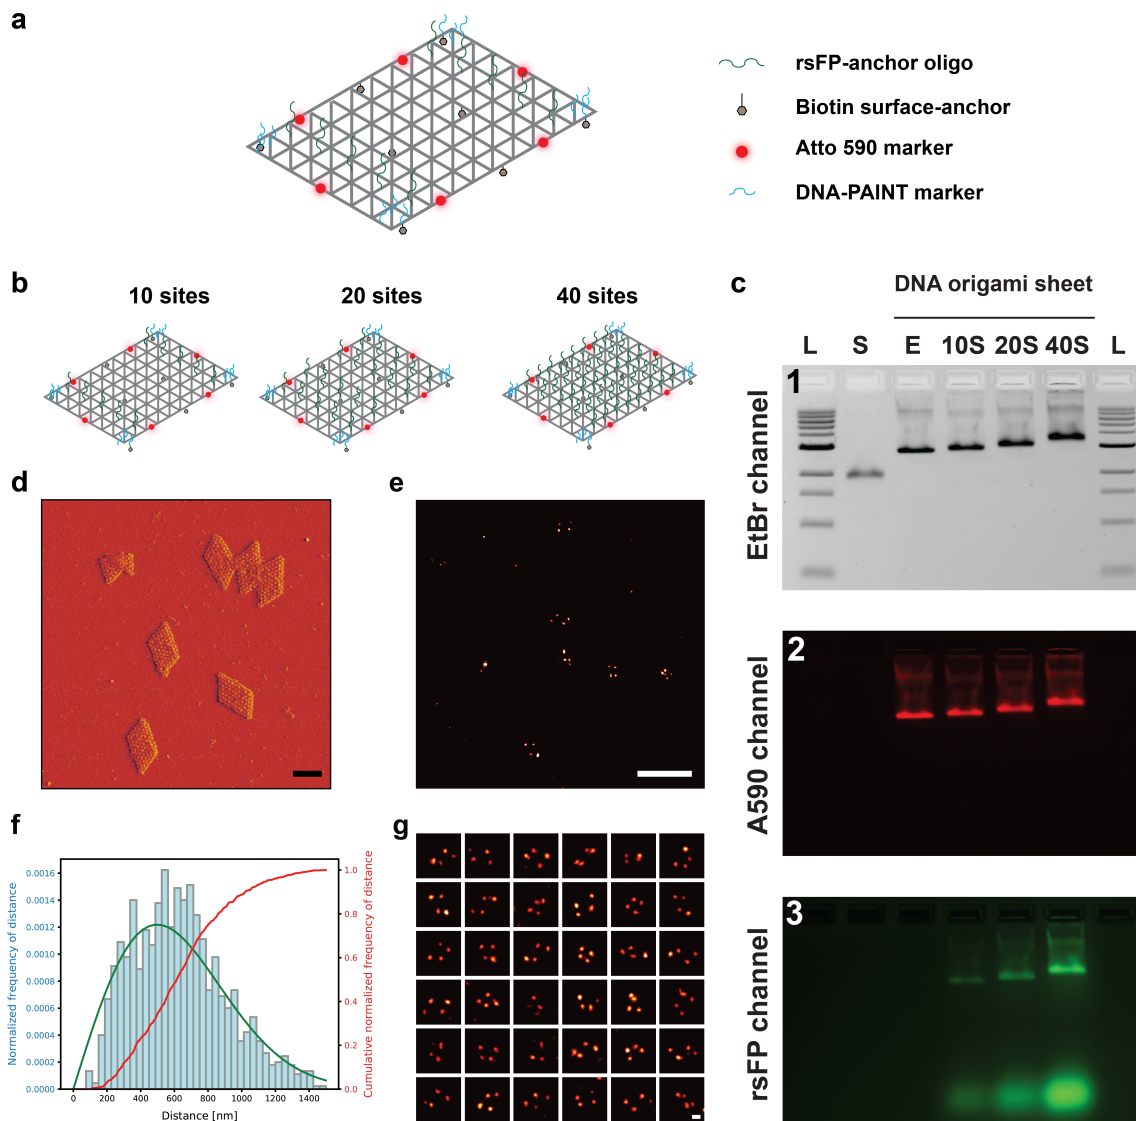 a
rsFP-anchor oligo
Biotin surface-anchor
Atto 590 marker
DNA-PAINT marker
b
10 sites
20 sites
40 sites
c
DNA origami sheet
L S E 10S 20S 40S L
1
EtBr channel
2
A590 channel
3
rsFP channel
d
e
f
Normalized frequency of distance
0.0016
0.0014
0.0012
0.0010
0.0008
0.0006
0.0004
0.0002
0.0000
1.0
0.8
0.6
0.4
0.2
0.0
Cumulative normalized frequency of distance
0 200 400 600 800 1000 1200 1400
Distance [nm]
g